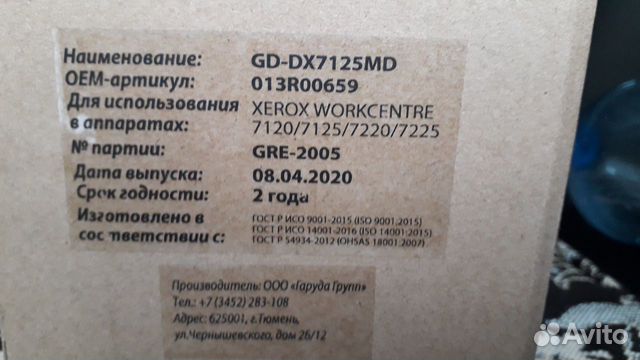 Наименование: GD-DX7125MD
OEM-артикул: 013R00659
Для использования XEROX WORKCENTRE
в аппаратах: 7120/7125/7220/7225
№ партий: GRE-2005
Дата выпуска: 08.04.2020
Срок годности: 2 года
Изготовлено в ГОСТ Р ИСО 9001-2015 (ISO 9001:2015)
соответствии с: ГОСТ Р ИСО 14001-2016 (ISO 14001:2015)
ГОСТ Р 54934-2012 (OHSAS 18001:2007)
Производитель: ООО «Гаруда Групп»
Тел.: +7 (3452) 283-108
Адрес: 625001, г.Тюмень,
ул.Чернышевского, дом 2б/12
Avito